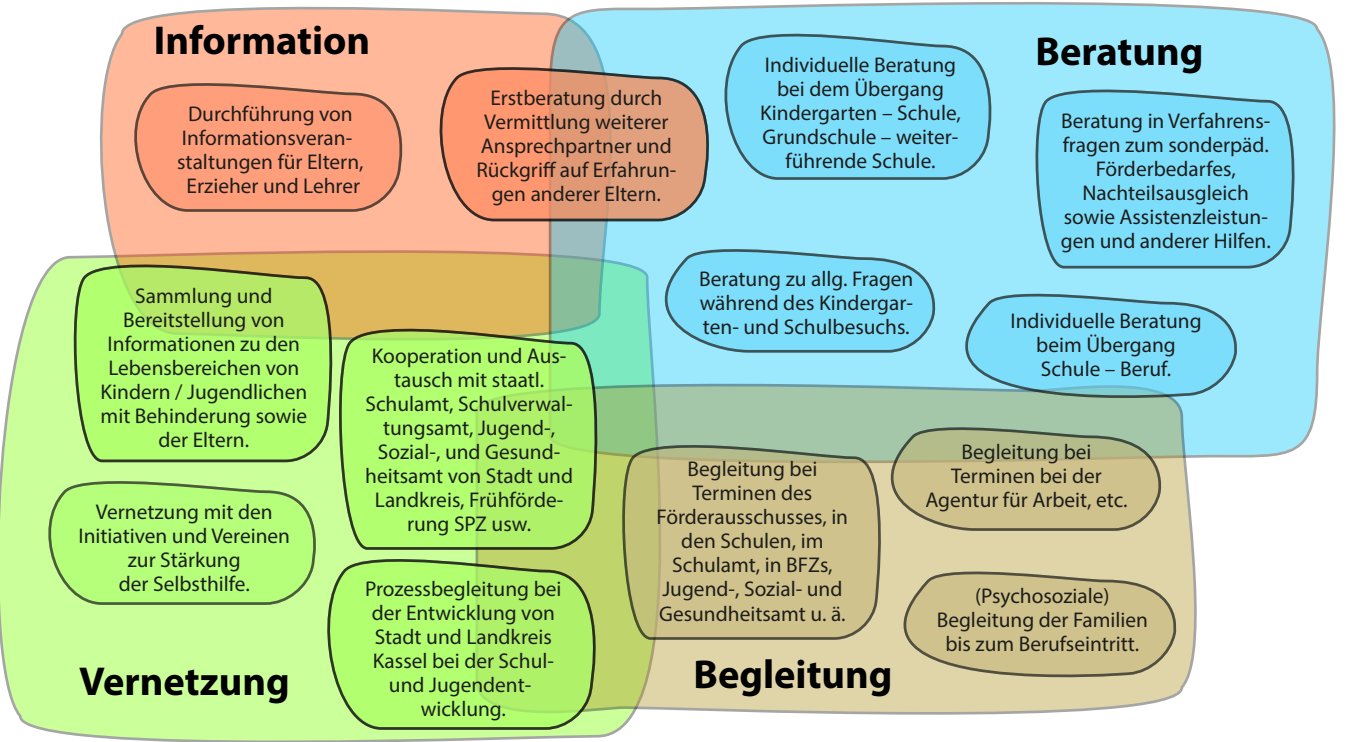 Information
Durchführung von
Informationsveran-
staltungen für Eltern,
Erzieher und Lehrer
Erstberatung durch
Vermittlung weiterer
Ansprechpartner und
Rückgriff auf Erfahrun-
gen anderer Eltern.
Beratung
Individuelle Beratung
bei dem Übergang
Kindergarten – Schule,
Grundschule – weiter-
führende Schule.
Beratung in Verfahrens-
fragen zum sonderpäd.
Förderbedarfes,
Nachteilsausgleich
sowie Assistenzleistun-
gen und anderer Hilfen.
Beratung zu allg. Fragen
während des Kindergar-
ten- und Schulbesuchs.
Individuelle Beratung
beim Übergang
Schule – Beruf.
Sammlung und
Bereitstellung von
Informationen zu den
Lebensbereichen von
Kindern / Jugendlichen
mit Behinderung sowie
der Eltern.
Kooperation und Aus-
tausch mit staatl.
Schulamt, Schulverwal-
tungsamt, Jugend-,
Sozial-, und Gesund-
heitsamt von Stadt und
Landkreis, Frühförde-
rung SPZ usw.
Vernetzung mit den
Initiativen und Vereinen
zur Stärkung
der Selbsthilfe.
Prozessbegleitung bei
der Entwicklung von
Stadt und Landkreis
Kassel bei der Schul-
und Jugendent-
wicklung.
Vernetzung
Begleitung bei
Terminen des
Förderausschusses, in
den Schulen, im
Schulamt, in BFZs,
Jugend-, Sozial- und
Gesundheitsamt u. ä.
Begleitung bei
Terminen bei der
Agentur für Arbeit, etc.
(Psychosoziale)
Begleitung der Familien
bis zum Berufseintritt.
Begleitung